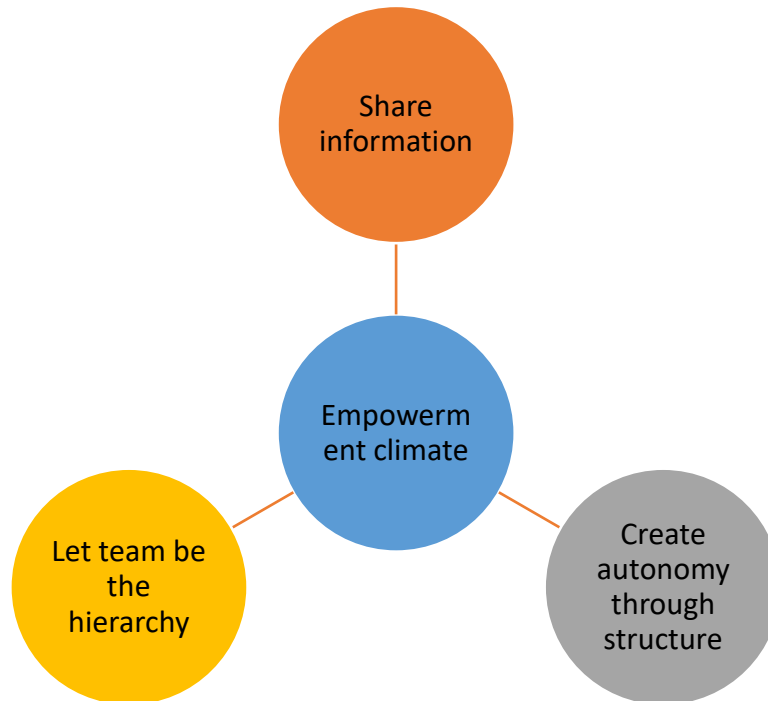 Share
information
Empowerm
ent climate
Let team be
the
hierarchy
Create
autonomy
through
structure